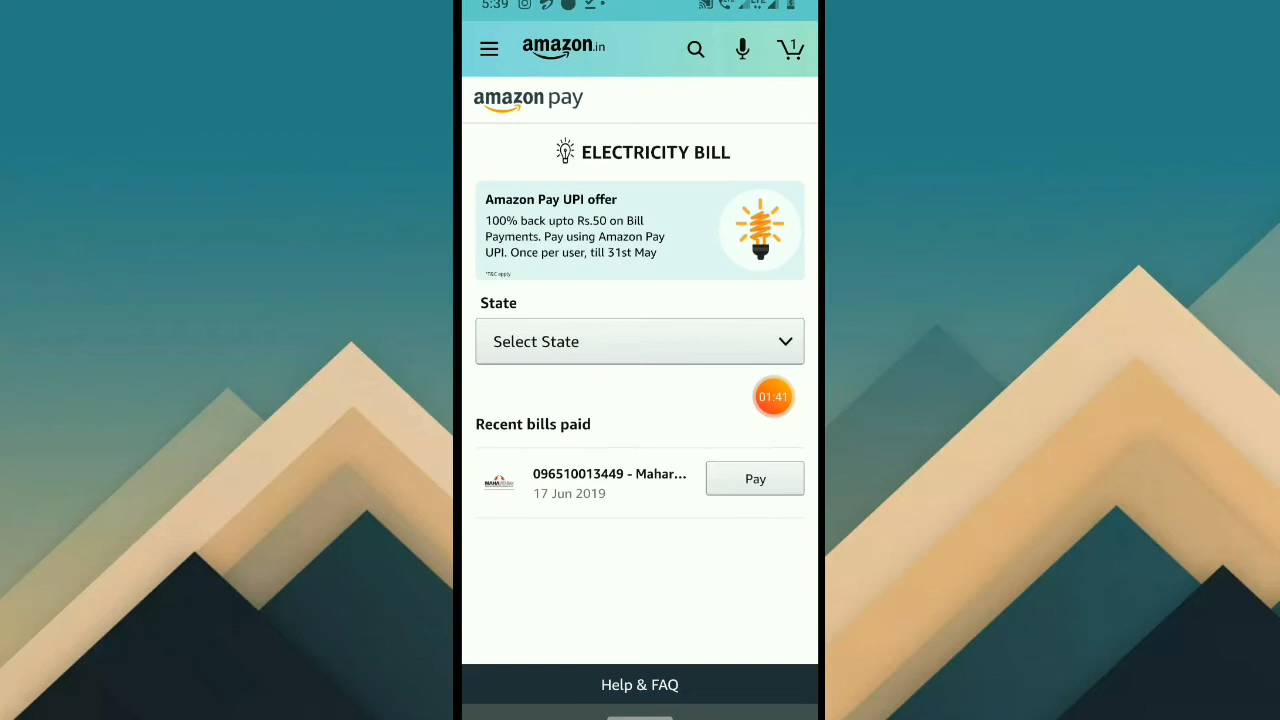 5:39
amazon.in
1
amazon pay
ELECTRICITY BILL
Amazon Pay UPI offer
100% back upto Rs.50 on Bill
Payments. Pay using Amazon Pay
UPI. Once per user, till 31st May
*T&C apply
State
Select State
01:41
Recent bills paid
096510013449 - Mahar...
17 Jun 2019
Pay
Help & FAQ